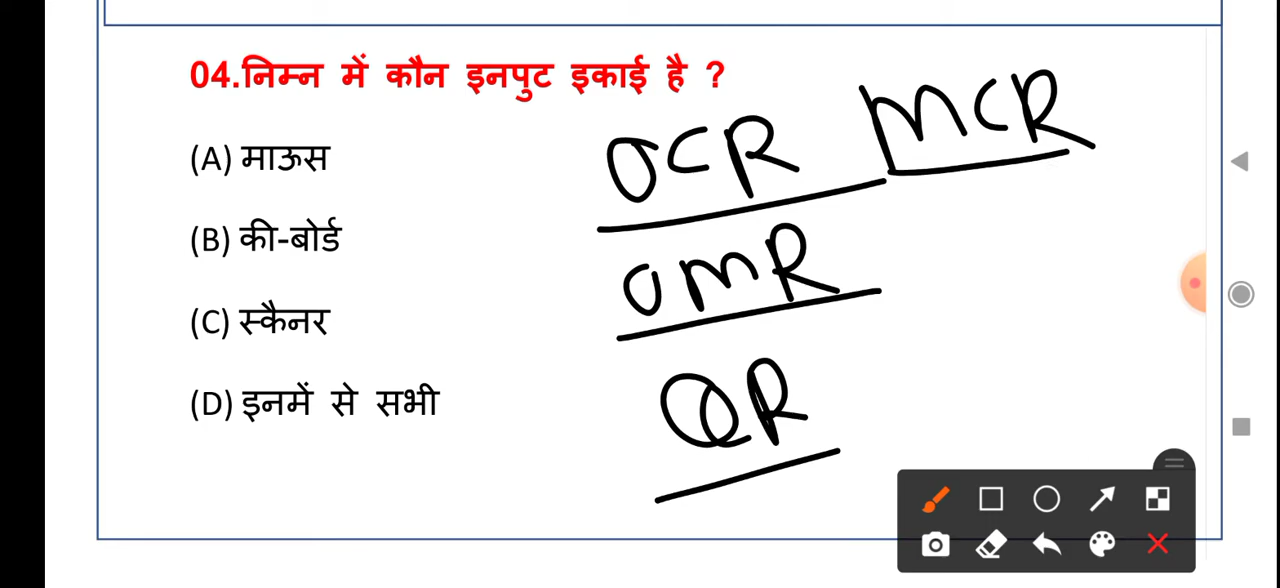 04.निम्न में कौन इनपुट इकाई है ?
(A) माऊस
(B) की-बोर्ड
(C) स्कैनर
(D) इनमें से सभी
OCR MCR
OMR
QR